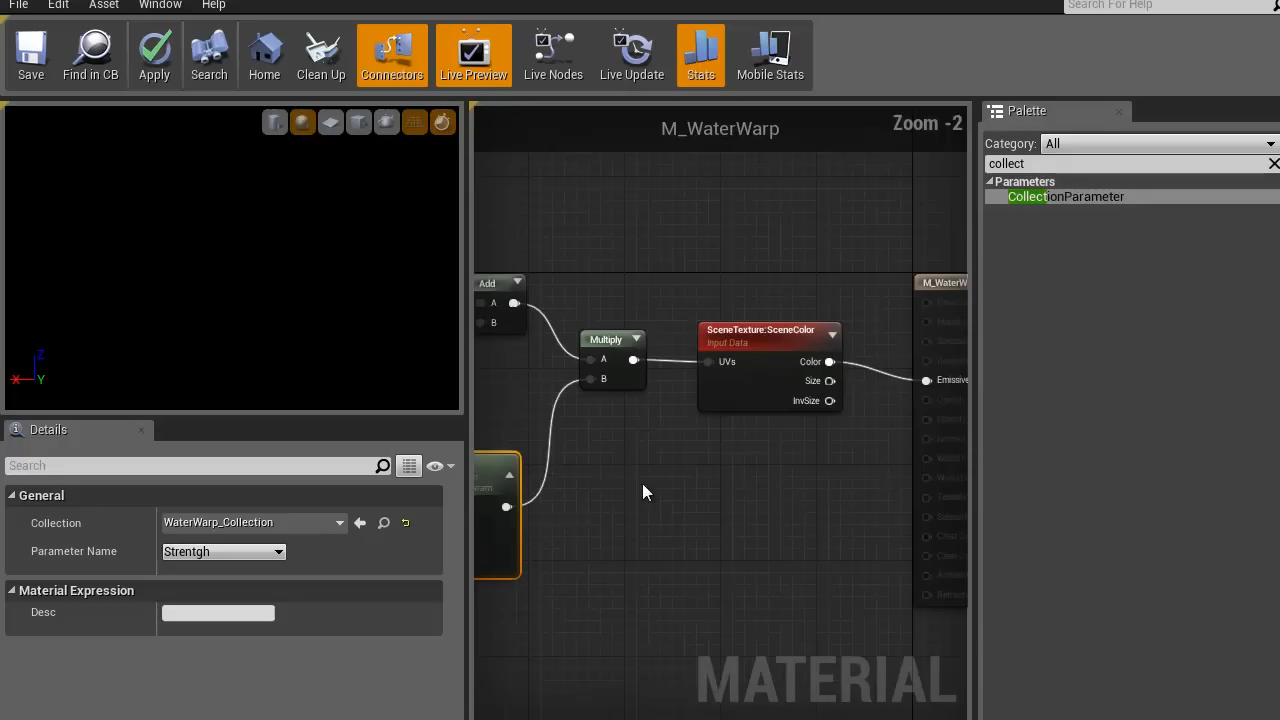 File Edit Asset Window Help
Search For Help
Save Find in CB Apply Search Home Clean Up Connectors Live Preview Live Nodes Live Update Stats Mobile Stats
M_WaterWarp
Zoom -2
Palette
Category: All
collect
Parameters
CollectionParameter
Z
X Y
Add
A
B
Multiply
A
B
SceneTexture:SceneColor
Input Data
UVs Color
Size
InvSize
M_WaterW
Emissive
Details
Search
General
Collection WaterWarp_Collection
Parameter Name Strentgh
Material Expression
Desc
MATERIAL